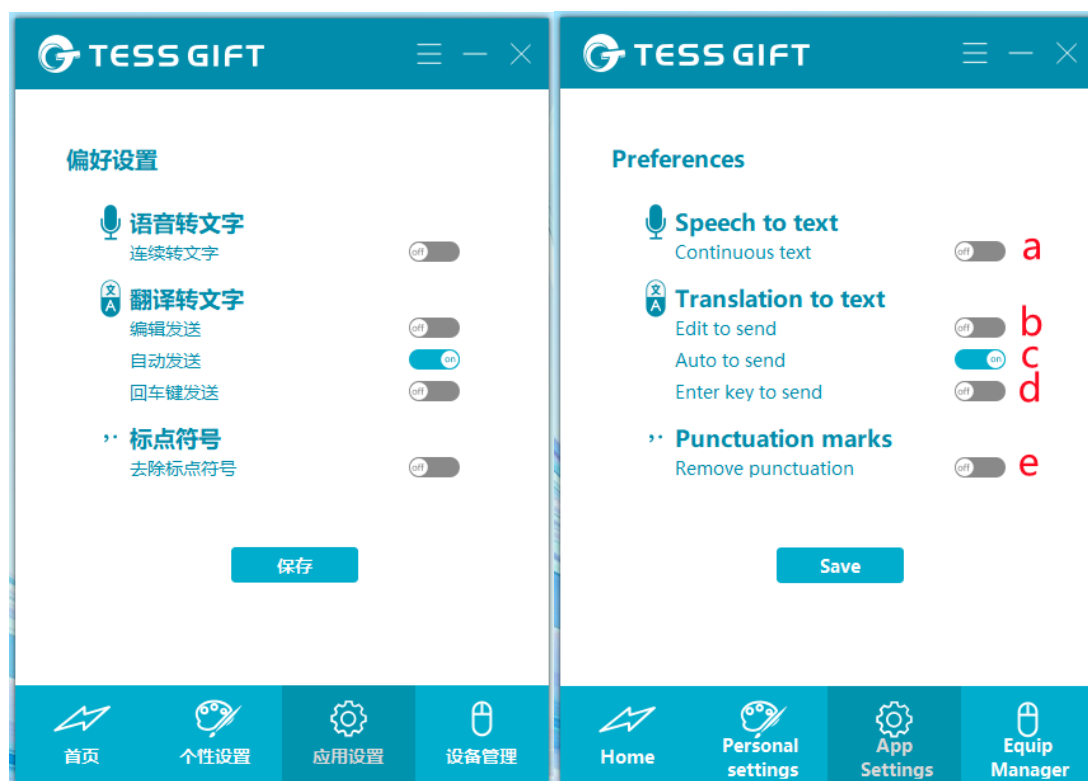 TESS GIFT
偏好设置
语音转文字
连续转文字
off
文
A
翻译转文字
编辑发送
off
自动发送
on
回车键发送
off
标点符号
去除标点符号
off
保存
首页
个性设置
应用设置
设备管理
TESS GIFT
Preferences
Speech to text
Continuous text
off
a
文
A
Translation to text
Edit to send
off
b
Auto to send
on
c
Enter key to send
off
d
Punctuation marks
Remove punctuation
off
e
Save
Home
Personal
settings
App
Settings
Equip
Manager